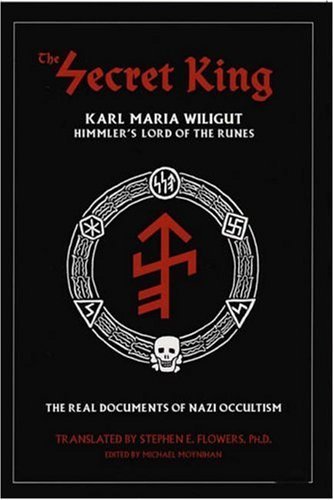 The Secret King
KARL MARIA WILIGUT
HIMMLER'S LORD OF THE RUNES
THE REAL DOCUMENTS OF NAZI OCCULTISM
TRANSLATED BY STEPHEN E. FLOWERS, Ph.D.
EDITED BY MICHAEL MOYNIHAN